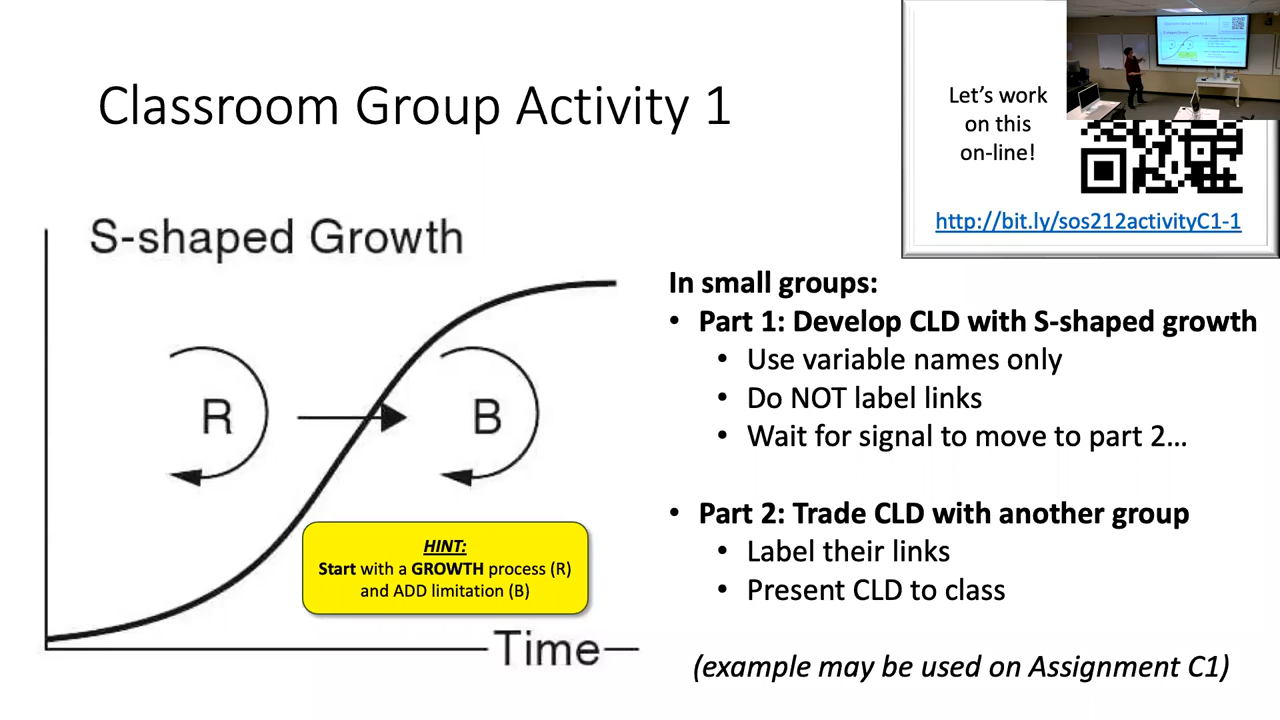 Classroom Group Activity 1
Let's work
on this
on-line!
http://bit.ly/sos212activityC1-1
S-shaped Growth
R
B
HINT:
Start with a GROWTH process (R)
and ADD limitation (B)
Time
In small groups:
• Part 1: Develop CLD with S-shaped growth
• Use variable names only
• Do NOT label links
• Wait for signal to move to part 2…
• Part 2: Trade CLD with another group
• Label their links
• Present CLD to class
(example may be used on Assignment C1)